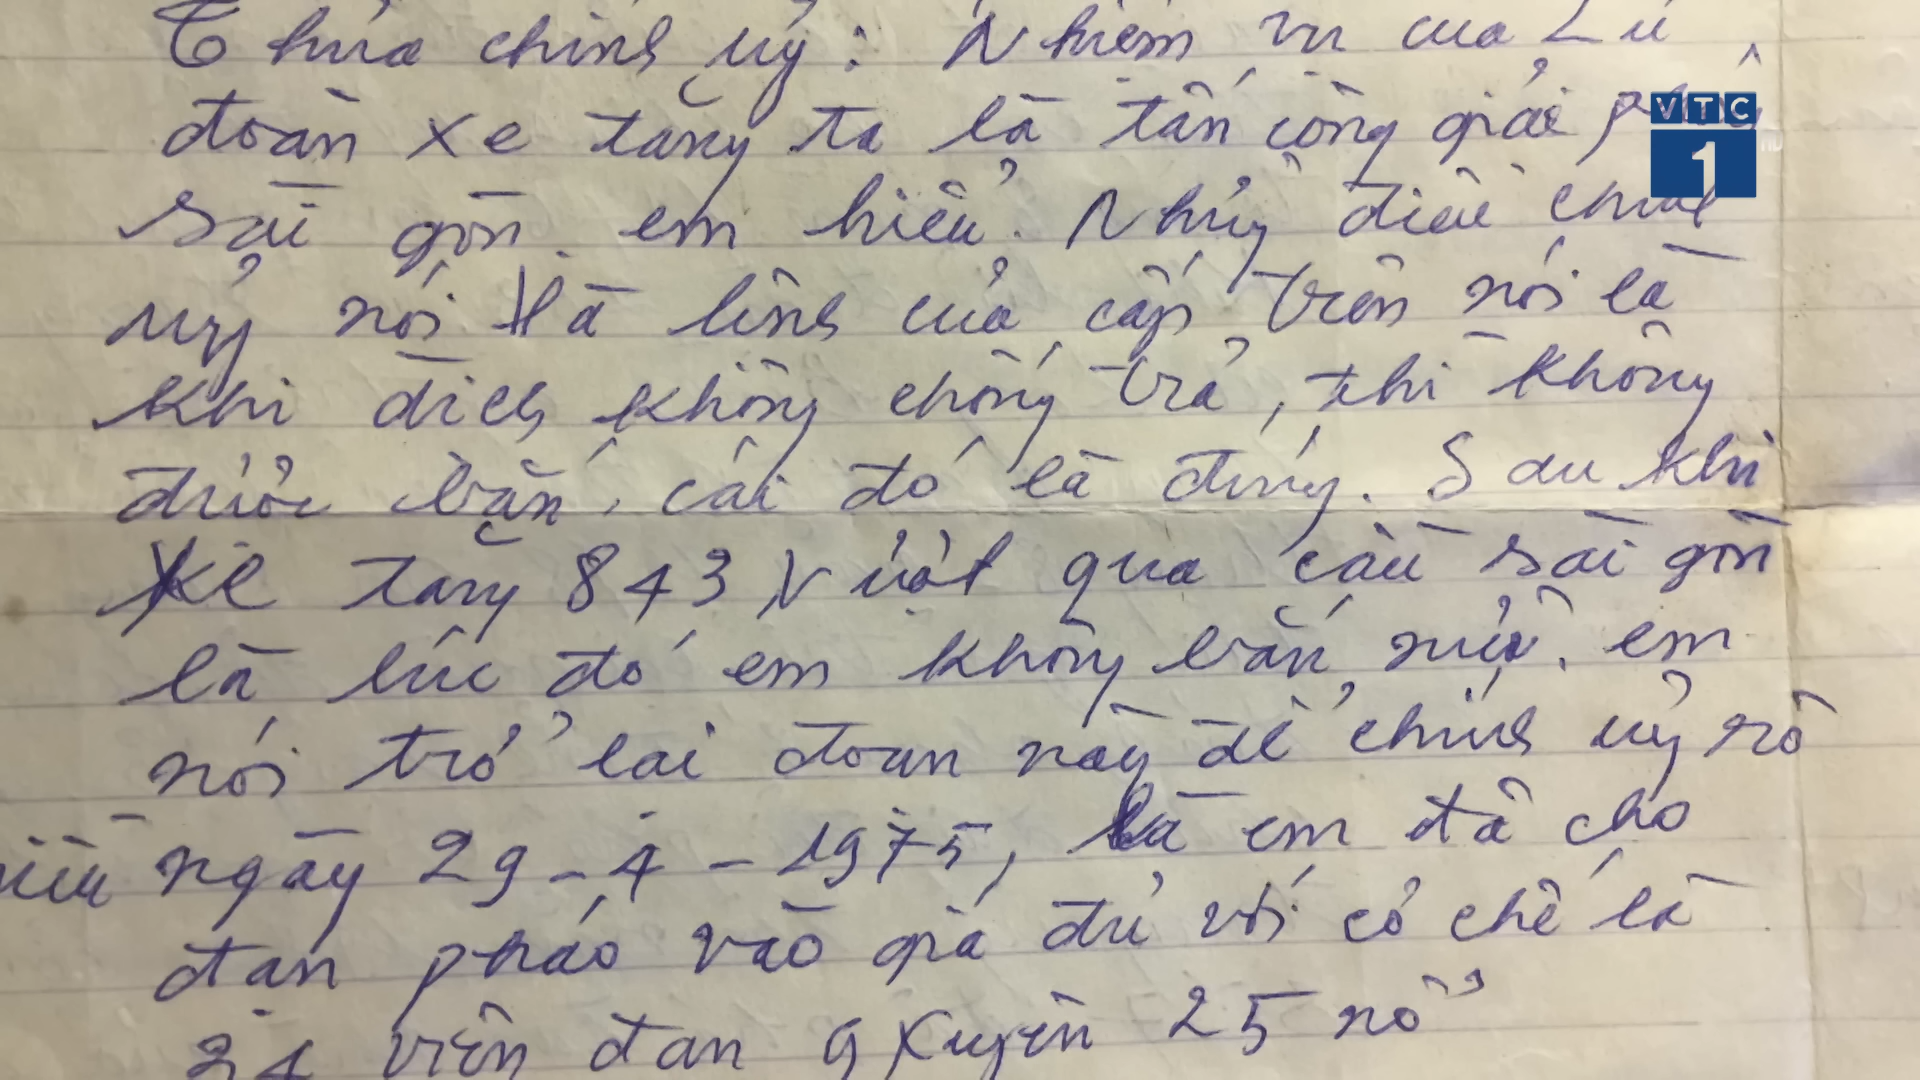 Thưa chính ủy: Nhiệm vụ của Lữ
đoàn xe tăng ta là tấn công giải
sài gòn. em hiểu. Những điều chính
ủy nói Hà lệnh của cấp trên nói là
khi địch không chống trả, thì không
được bắn, cái đó là đúng. Sau khi
xe tăng 843 vượt qua cầu sài gòn
là lúc đó em không bắn nữa. em
nói trở lại đoạn này để chính ủy rõ
ngày 29-4-1975, là em đã cho
đạn pháo vào giá đủ với cơ chế là
34 viên đạn 9 xuyên 25 nổ
VTC
1